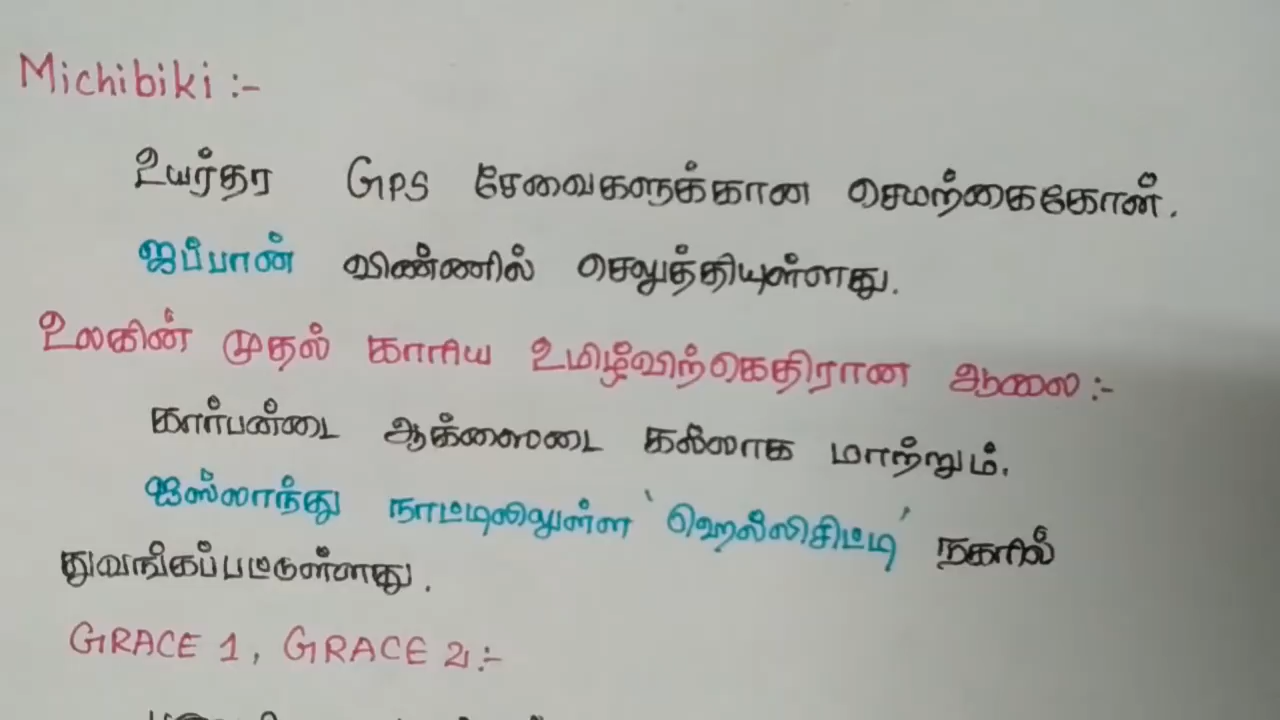 Michibiki :-
உயர்தர GPS சேவைகளுக்கான செயற்கைகோள்.
ஜப்பான் விண்ணில் செலுத்தியுள்ளது.
உலகின் முதல் காரிய உமிழ்விற்கெதிரான ஆலை :-
கார்பன்டை ஆக்ஸைடை கல்லாக மாற்றும்.
ஐஸ்லாந்து நாட்டிலுள்ள 'ஹெல்லிசிட்டி' நகரில்
துவங்கப்பட்டுள்ளது.
GRACE 1, GRACE 2 :-